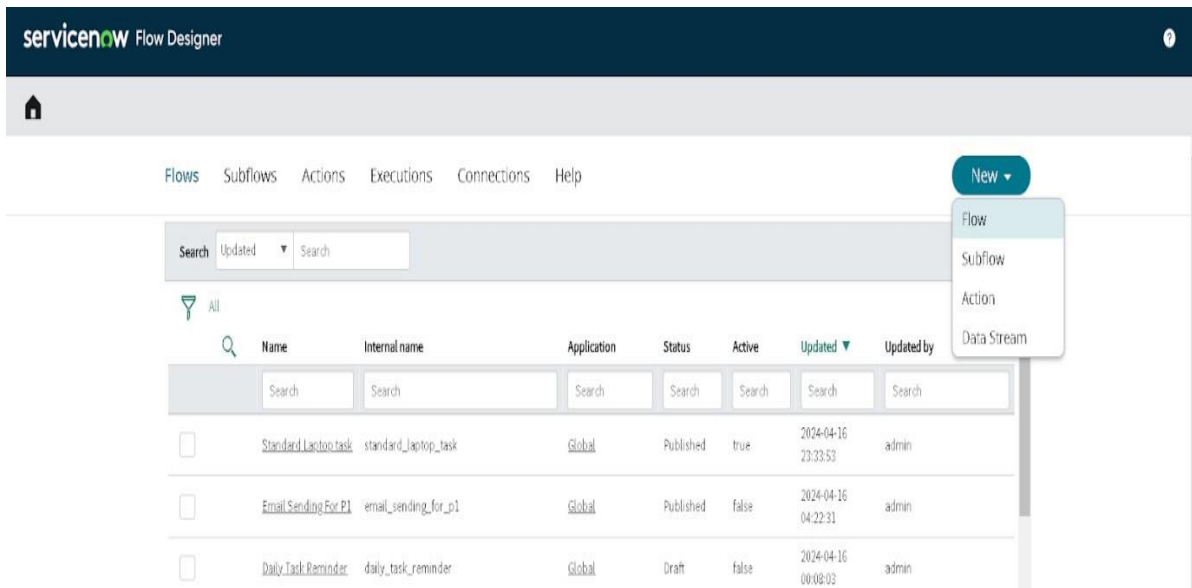 servicenow Flow Designer
?
Flows Subflows Actions Executions Connections Help New
Flow
Subflow
Action
Data Stream
Search Updated Search
All
Name Internal name Application Status Active Updated Updated by
Search Search Search Search Search Search Search
Standard Laptop task standard_laptop_task Global Published true 2024-04-16 23:33:53 admin
Email Sending For P1 email_sending_for_p1 Global Published false 2024-04-16 04:22:31 admin
Daily Task Reminder daily_task_reminder Global Draft false 2024-04-16 00:08:03 admin